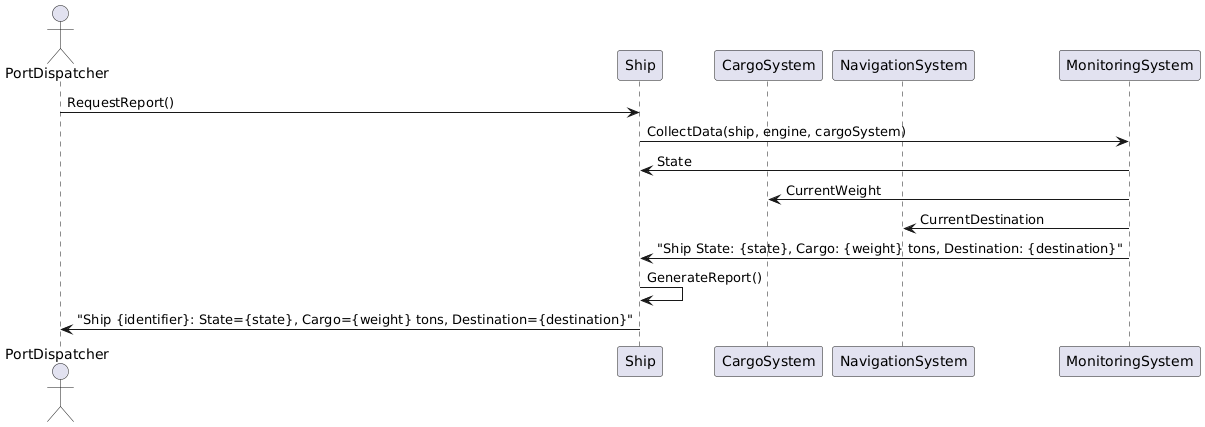 PortDispatcher
Ship
CargoSystem
NavigationSystem
MonitoringSystem
RequestReport()
CollectData(ship, engine, cargoSystem)
State
CurrentWeight
CurrentDestination
"Ship State: {state}, Cargo: {weight} tons, Destination: {destination}"
GenerateReport()
"Ship {identifier}: State={state}, Cargo={weight} tons, Destination={destination}"
PortDispatcher
Ship
CargoSystem
NavigationSystem
MonitoringSystem